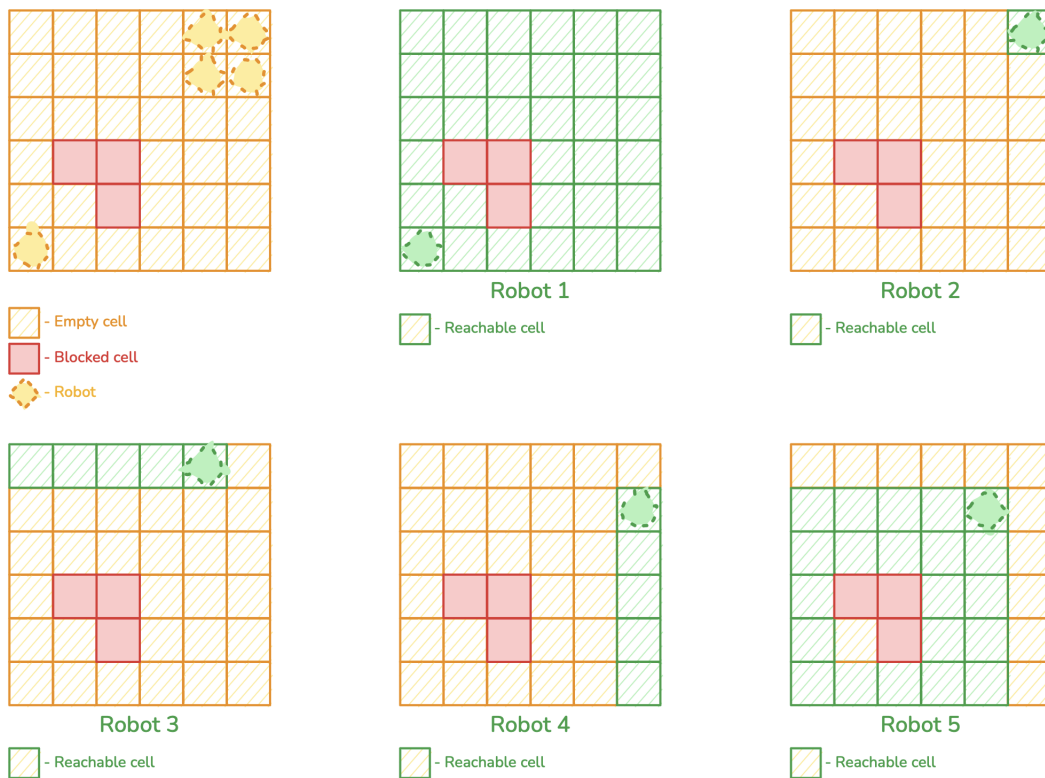 Robot 1
Robot 2
- Empty cell
- Reachable cell
- Reachable cell
- Blocked cell
- Robot
Robot 3
Robot 4
Robot 5
- Reachable cell
- Reachable cell
- Reachable cell